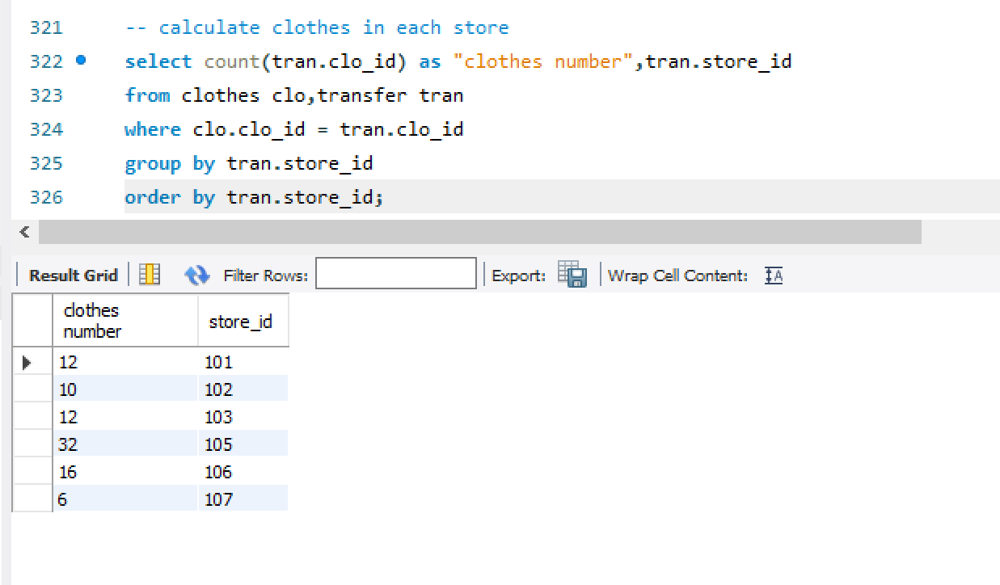 321 -- calculate clothes in each store
322 select count(tran.clo_id) as "clothes number",tran.store_id
323 from clothes clo,transfer tran
324 where clo.clo_id = tran.clo_id
325 group by tran.store_id
326 order by tran.store_id;
Result Grid Filter Rows: Export: Wrap Cell Content: A
clothes
number store_id
12 101
10 102
12 103
32 105
16 106
6 107